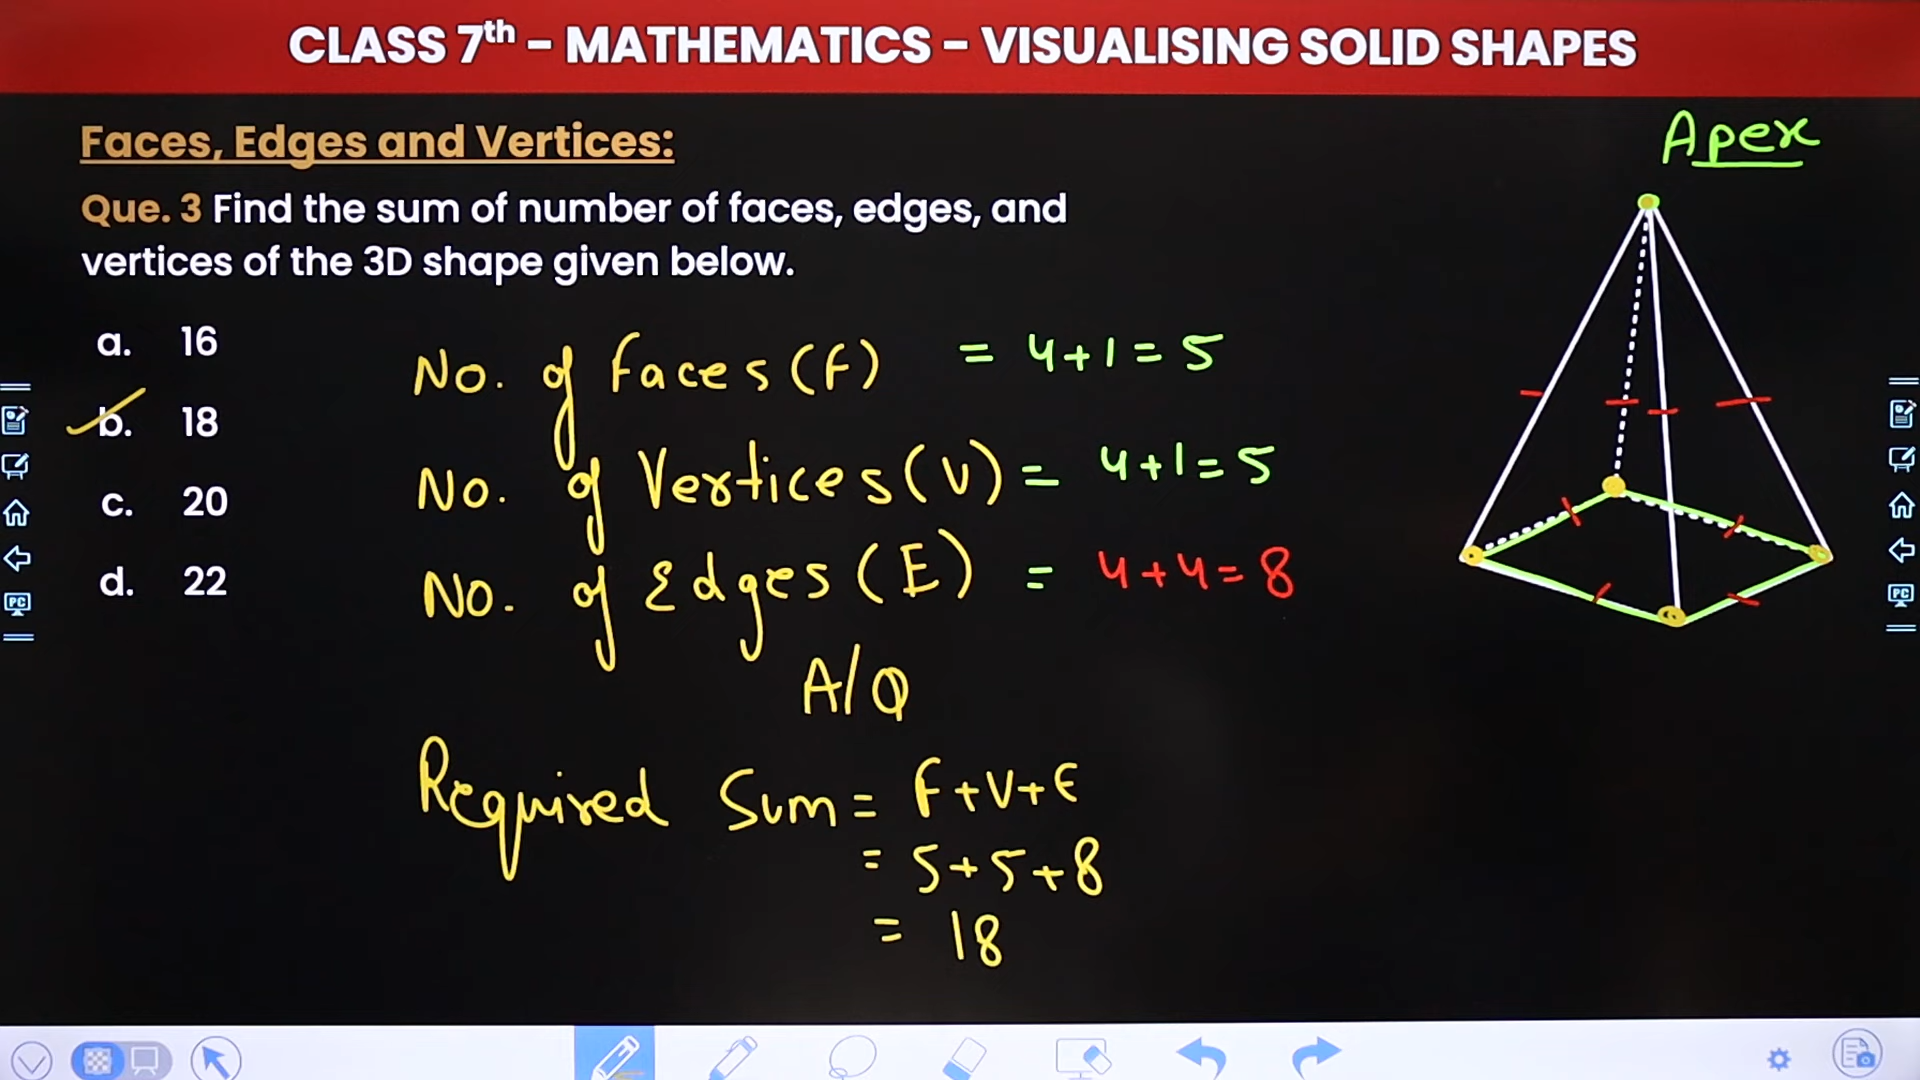 CLASS 7th – MATHEMATICS – VISUALISING SOLID SHAPES
Faces, Edges and Vertices:
Apex
Que. 3 Find the sum of number of faces, edges, and
vertices of the 3D shape given below.
a. 16
b. 18
c. 20
d. 22
No. of faces (F) = 4+1 = 5
No. of Vertices (V) = 4+1 = 5
No. of Edges (E) = 4+4 = 8
A/Q
Required Sum = F+V+E
= 5+5+8
= 18
PC
PC